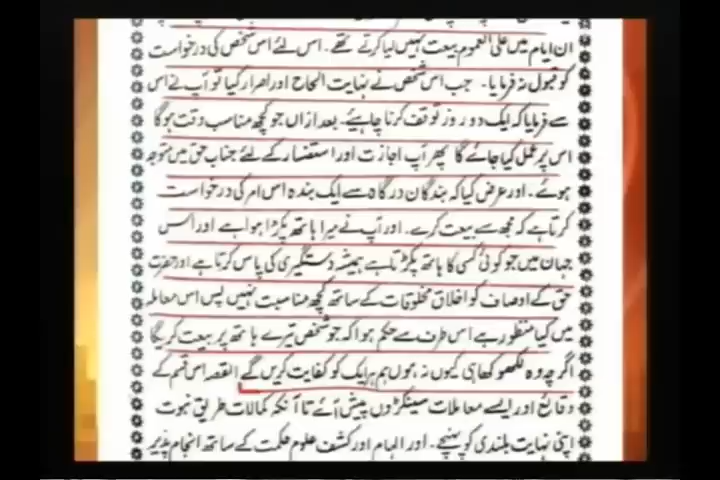 ان ایام میں علی العموم بیعت نہیں لیا کرتے تھے۔ اس لئے اس شخص کی درخواست
کو قبول نہ فرمایا۔ جب اس شخص نے نہایت الحاح اور اصرار کیا تو آپ نے اس
سے فرمایا کہ ایک دو روز توقف کرنا چاہئے۔ بعد ازاں جو کچھ مناسب وقت ہوگا
اس پر عمل کیا جائے گا پھر آپ اجازت اور استفسار کے لئے جناب حق میں متوجہ
ہوئے۔ اور عرض کیا کہ بندگان درگاہ سے ایک بندہ اس امر کی درخواست
کرتا ہے کہ مجھ سے بیعت کرے۔ اور آپ نے میرا ہاتھ پکڑا ہوا ہے اور اس
جہان میں جو کوئی کسی کا ہاتھ پکڑتا ہے ہمیشہ دستگیری کی پاس کرتا ہے اور حضرت
حق کے اوصاف کو اخلاق مخلوقات کے ساتھ کچھ مناسبت نہیں پس اس معاملہ
میں کیا منظور ہے اس طرف سے حکم ہوا کہ جو شخص تیرے ہاتھ پر بیعت کریگا
اگرچہ وہ لکھوکھا ہی کیوں نہ ہوں ہم ہر ایک کو کفایت کریں گے القصہ اس قسم کے
وقائع اور ایسے معاملات سینکڑوں پیش آئے تا آنکہ کمالات طریق نبوت
اپنی نہایت بلندی کو پہنچے۔ اور الہام اور کشف علوم حکمت کے ساتھ انجام پذیر